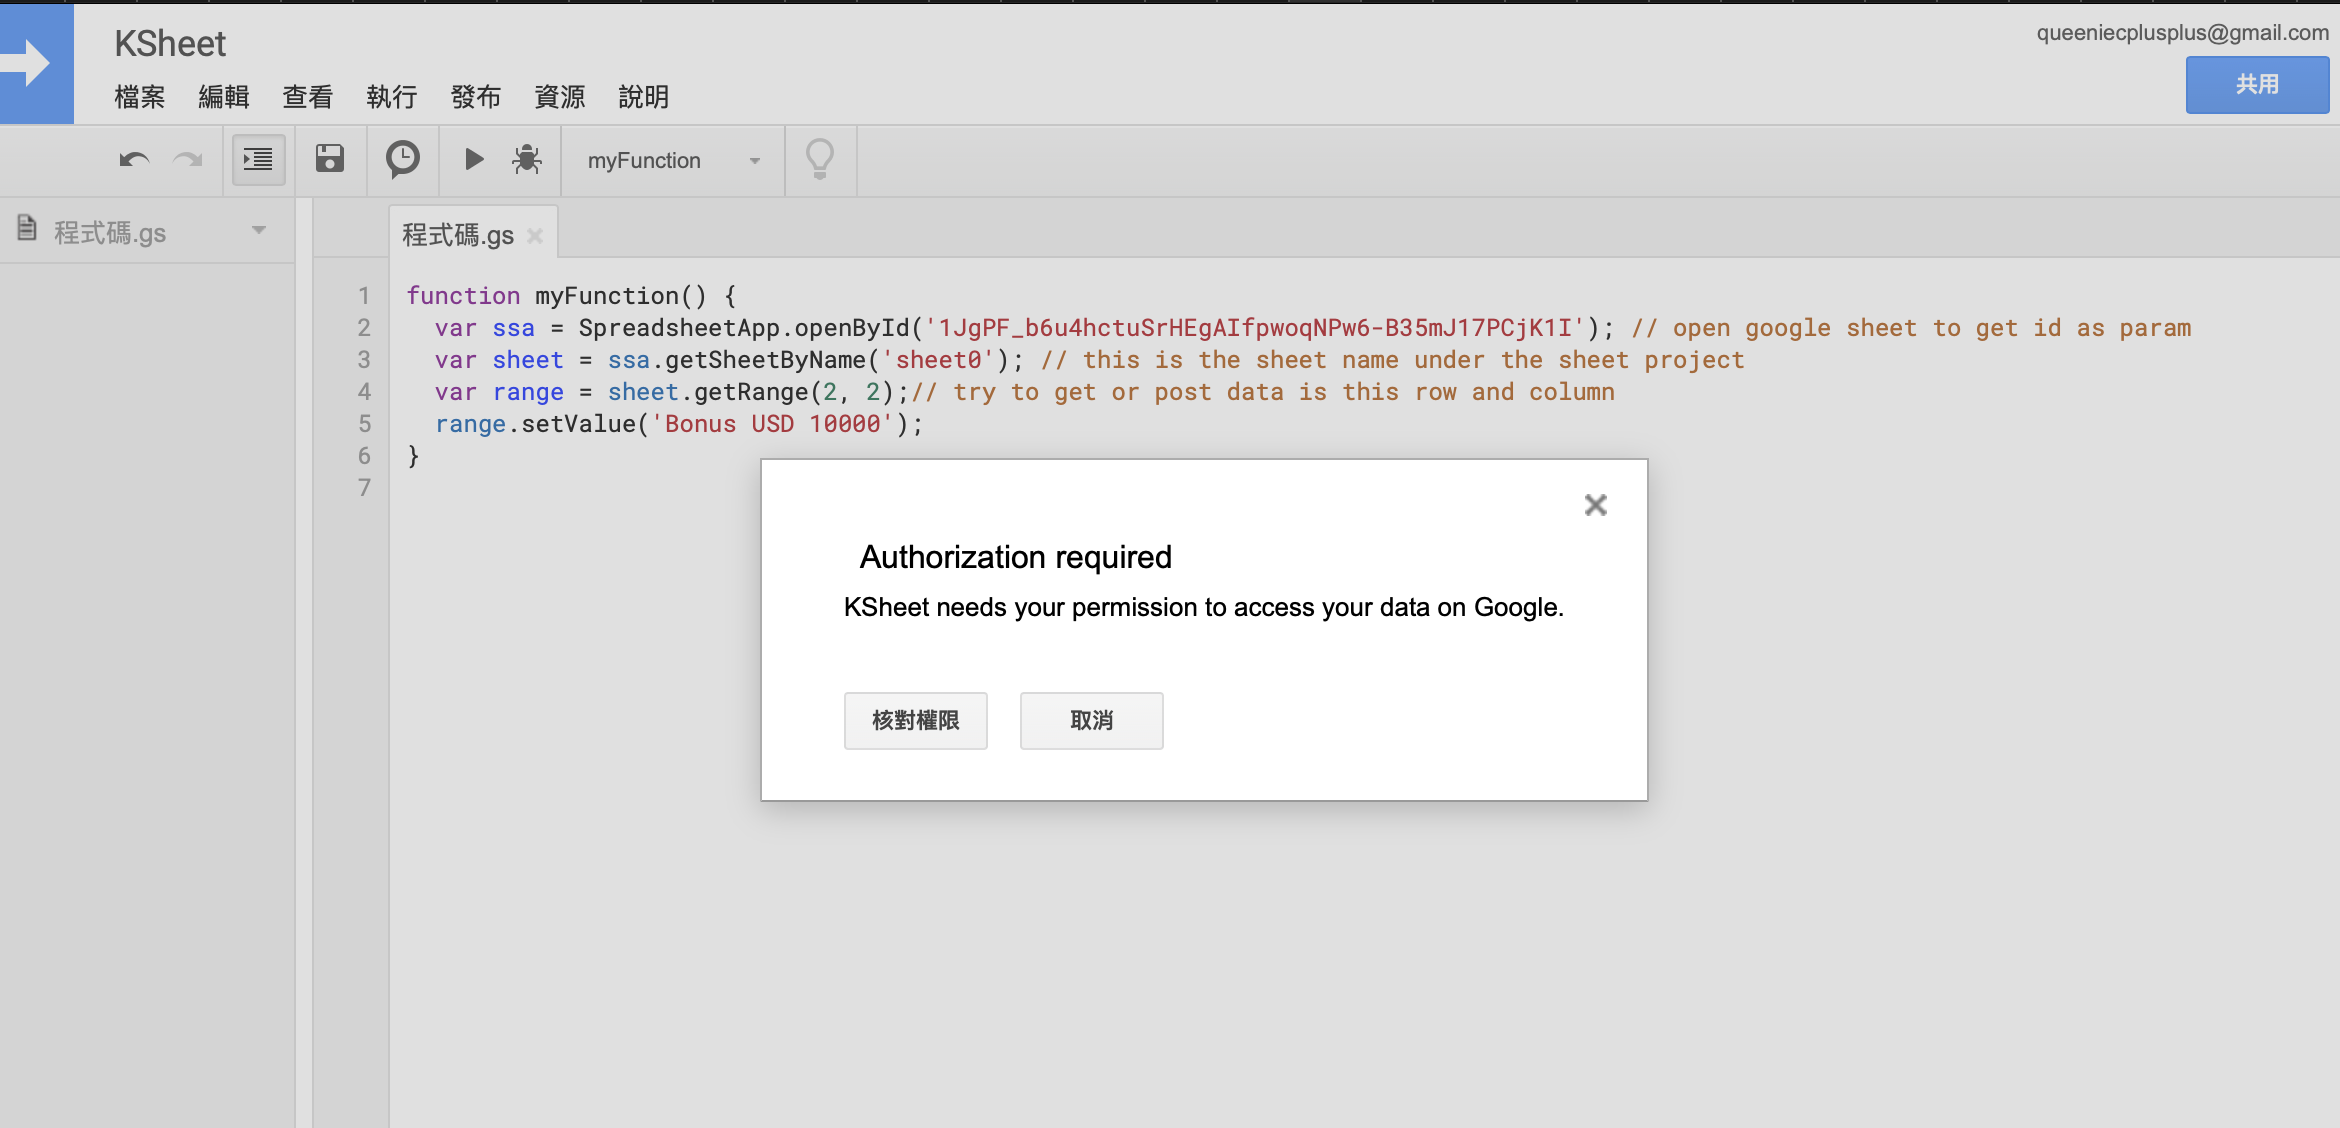 KSheet
queeniecplusplus@gmail.com
檔案 編輯 查看 執行 發布 資源 說明
共用
myFunction
程式碼.gs
程式碼.gs
1 function myFunction() {
2 var ssa = SpreadsheetApp.openById('1JgPF_b6u4hctuSrHEgAIfpwoqNPw6-B35mJ17PCjK1I'); // open google sheet to get id as param
3 var sheet = ssa.getSheetByName('sheet0'); // this is the sheet name under the sheet project
4 var range = sheet.getRange(2, 2);// try to get or post data is this row and column
5 range.setValue('Bonus USD 10000');
6 }
7
Authorization required
KSheet needs your permission to access your data on Google.
核對權限 取消